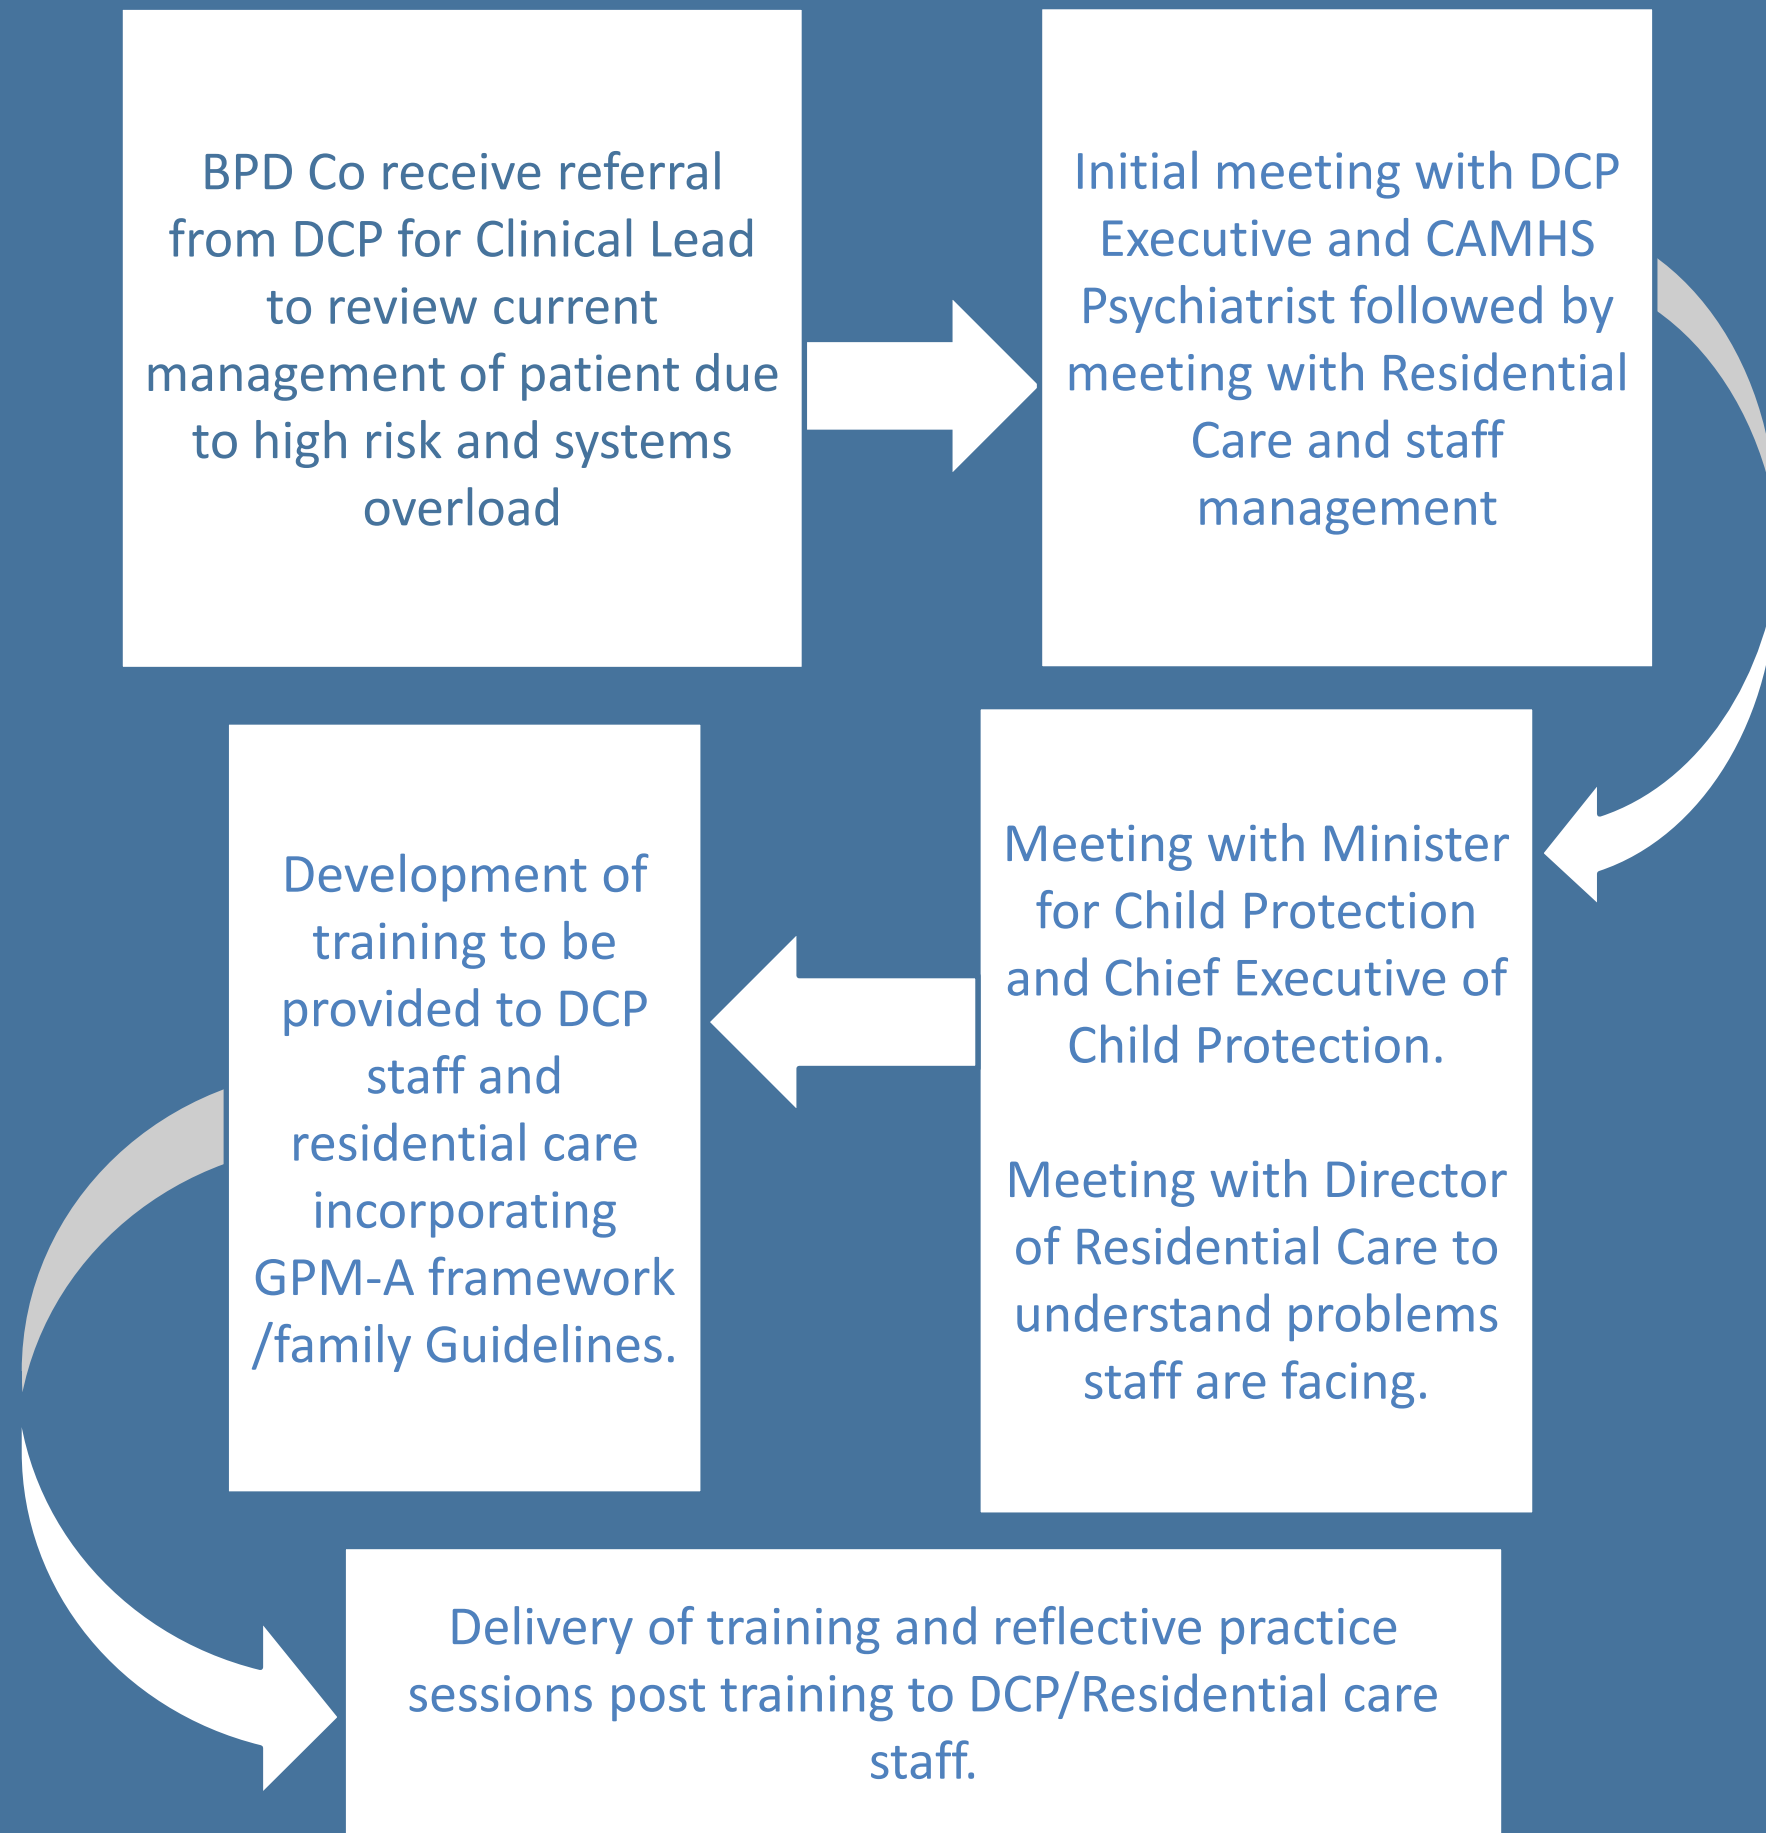 BPD Co receive referral
from DCP for Clinical Lead
to review current
management of patient due
to high risk and systems
overload
Initial meeting with DCP
Executive and CAMHS
Psychiatrist followed by
meeting with Residential
Care and staff
management
Meeting with Minister
for Child Protection
and Chief Executive of
Child Protection.
Meeting with Director
of Residential Care to
understand problems
staff are facing.
Development of
training to be
provided to DCP
staff and
residential care
incorporating
GPM-A framework
/family Guidelines.
Delivery of training and reflective practice
sessions post training to DCP/Residential care
staff.